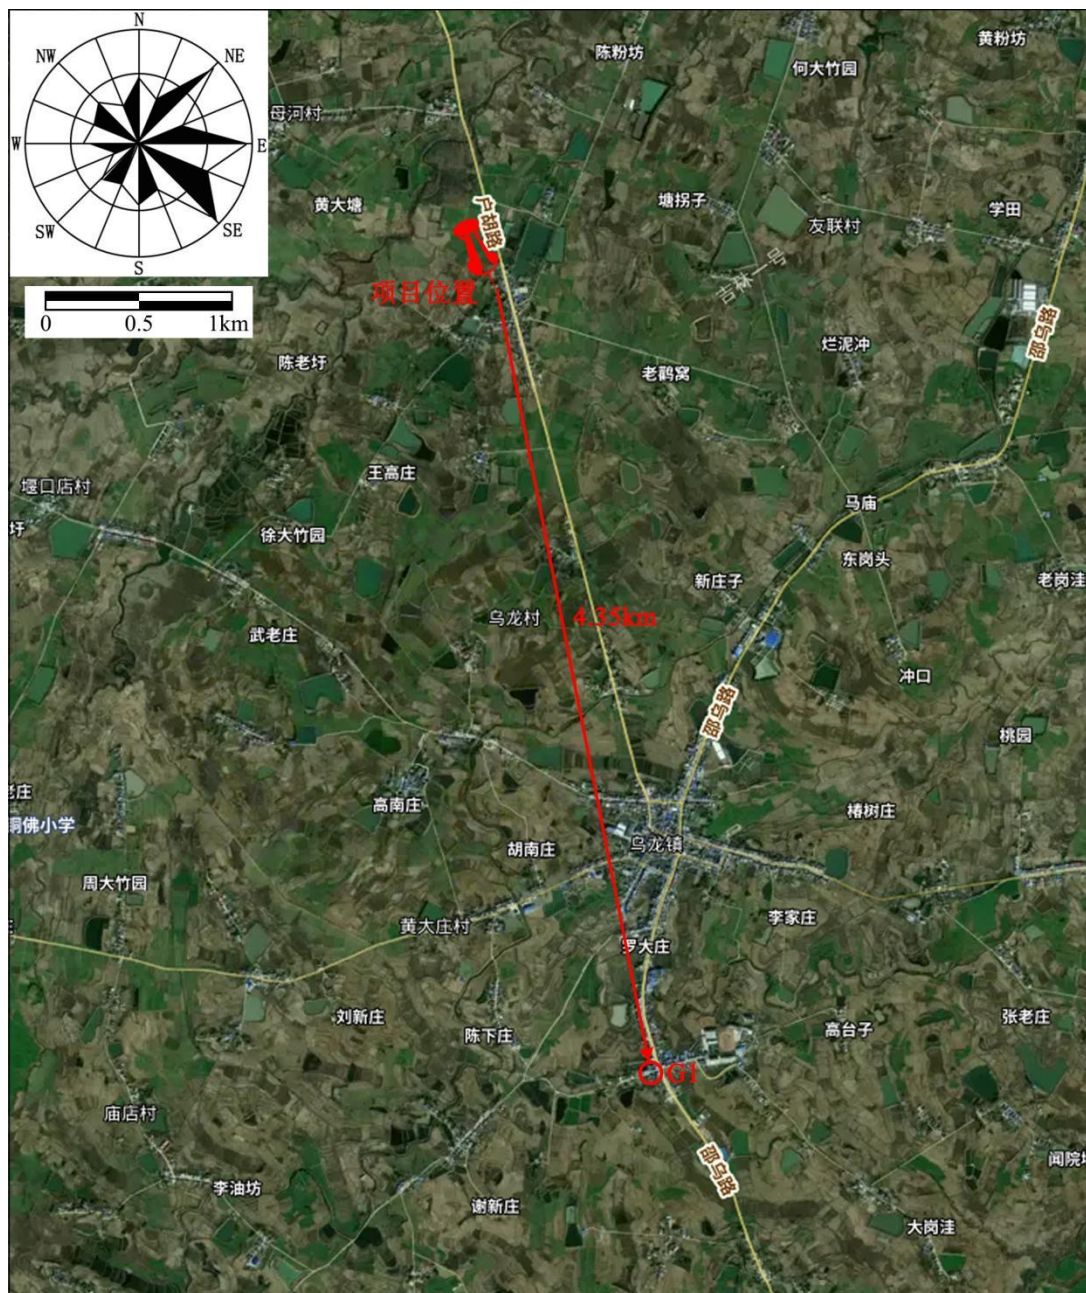 N
NW
NE
W
E
SW
SE
S
0
0.5
1km
陈粉坊
黄粉坊
何大竹园
母河村
黄大塘
户胡路
塘拐子
友联村
学田
项目位置
邵乌路
烂泥冲
陈老圩
老鹳窝
王高庄
堰口店村
马庙
圩
徐大竹园
东岗头
新庄子
老岗洼
乌龙村
4.35km
武老庄
冲口
邵乌路
桃园
老庄
高南庄
椿树庄
铜佛小学
胡南庄
乌龙镇
周大竹园
黄大庄村
李家庄
罗大庄
刘新庄
陈下庄
高台子
张老庄
G1
庙店村
闻院
邵乌路
李油坊
谢新庄
大岗洼